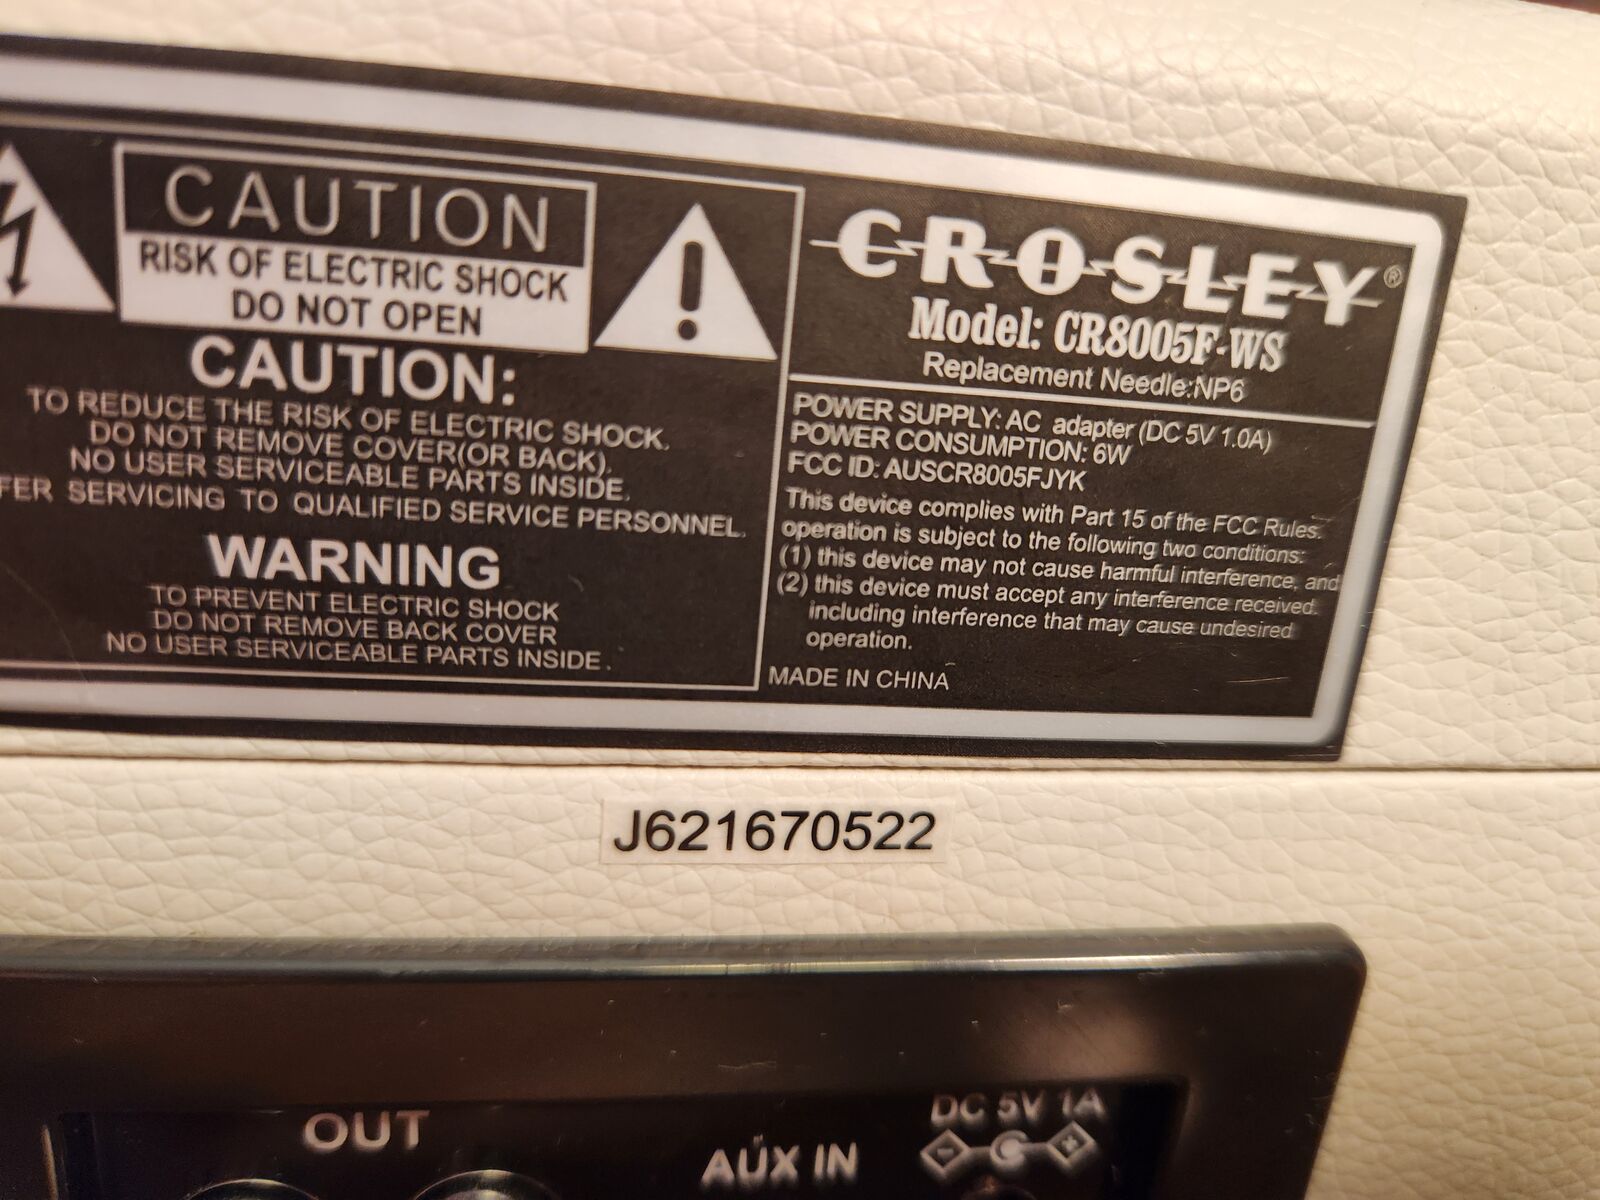 CAUTION
RISK OF ELECTRIC SHOCK
DO NOT OPEN
CAUTION:
TO REDUCE THE RISK OF ELECTRIC SHOCK.
DO NOT REMOVE COVER(OR BACK).
NO USER SERVICEABLE PARTS INSIDE.
FER SERVICING TO QUALIFIED SERVICE PERSONNEL.
WARNING
TO PREVENT ELECTRIC SHOCK
DO NOT REMOVE BACK COVER
NO USER SERVICEABLE PARTS INSIDE.
CROSLEY®
Model: CR8005F-WS
Replacement Needle:NP6
POWER SUPPLY: AC adapter (DC 5V 1.0A)
POWER CONSUMPTION: 6W
FCC ID: AUSCR8005FJYK
This device complies with Part 15 of the FCC Rules.
operation is subject to the following two conditions:
(1) this device may not cause harmful interference, and
(2) this device must accept any interference received.
including interference that may cause undesired
operation.
MADE IN CHINA
J621670522
OUT
AUX IN
DC 5V 1A